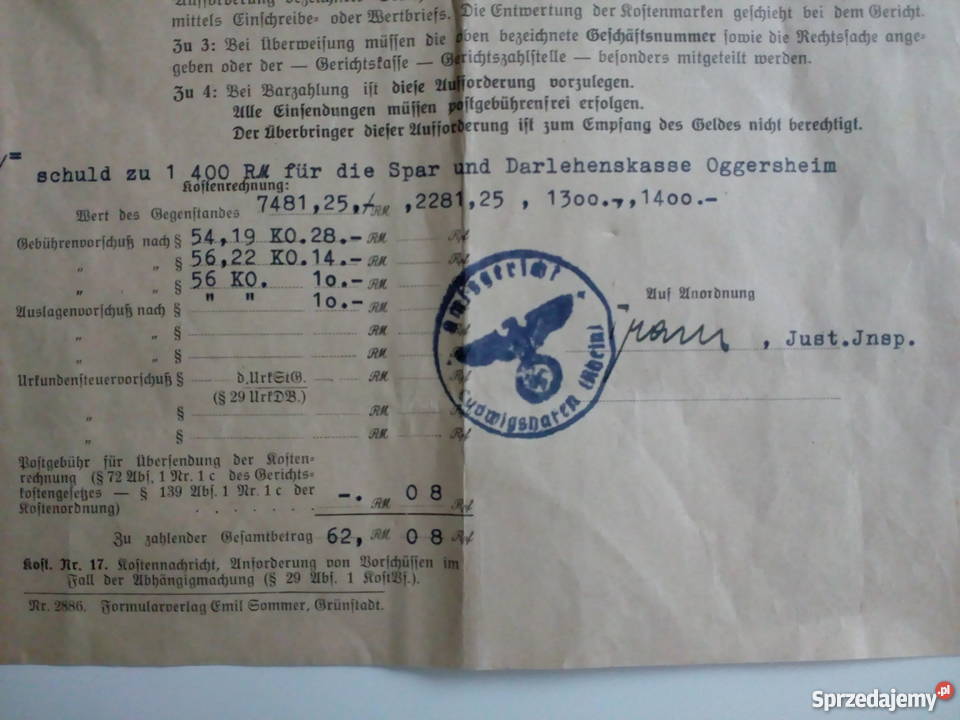 mittels Einschreibe- oder Wertbriefs. Die Entwertung der Kostenmarken geschieht bei dem Gericht.
Zu 3: Bei Überweisung müssen die oben bezeichnete Geschäftsnummer sowie die Rechtssache ange-
geben oder der — Gerichtskasse — Gerichtszahlstelle — besonders mitgeteilt werden.
Zu 4: Bei Barzahlung ist diese Aufforderung vorzulegen.
Alle Einsendungen müssen postgebührenfrei erfolgen.
Der Überbringer dieser Aufforderung ist zum Empfang des Geldes nicht berechtigt.
schuld zu 1 400 RM für die Spar und Darlehenskasse Oggersheim
Kostenrechnung:
Wert des Gegenstandes 7481,25, RM ,2281,25 , 1300.-,1400.-
Gebührenvorschuß nach § 54,19 KO.28.- RM Rpf.
„ „ § 56,22 KO.14.- RM
„ „ § 56 KO. 10.- RM
Auslagenvorschuß nach § " " 10.- RM
„ „ § RM
„ „ § RM
Urkundensteuervorschuß § d.UrkStG. RM Rpf.
(§ 29 UrkDB.)
„ § RM Rpf.
„ § RM Rpf.
Amtsgericht
Ludwigshafen (Rhein)
Auf Anordnung
, Just.Jnsp.
Postgebühr für Übersendung der Kosten-
rechnung (§ 72 Abs. 1 Nr. 1 c des Gerichts-
kostengesetzes — § 139 Abs. 1 Nr. 1 c der
Kostenordnung) . . . . . . . -. RM 08 Rpf.
Zu zahlender Gesamtbetrag 62, RM 08 Rpf.
Kost. Nr. 17. Kostennachricht, Anforderung von Vorschüssen im
Fall der Abhängigmachung (§ 29 Abs. 1 KostVf.).
Nr. 2886. Formularverlag Emil Sommer, Grünstadt.
Sprzedajemy.pl